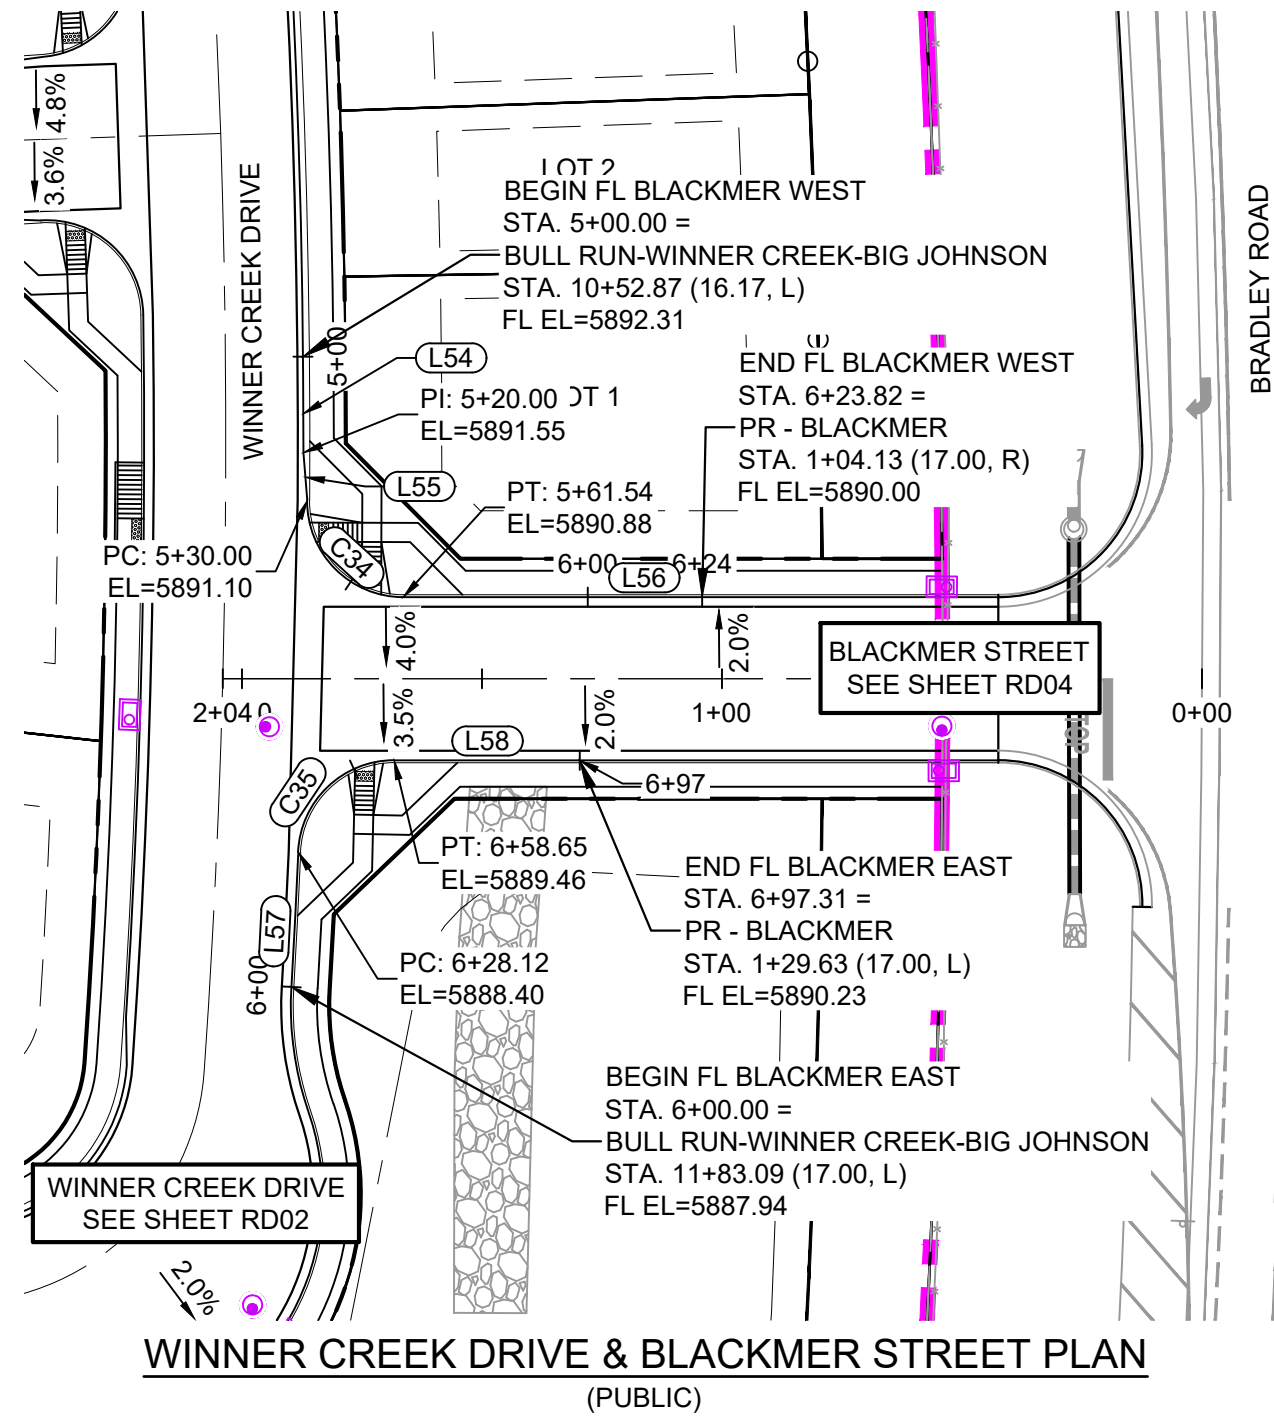 4.8%
3.6%
WINNER CREEK DRIVE
BRADLEY ROAD
LOT 2
BEGIN FL BLACKMER WEST
STA. 5+00.00 =
BULL RUN-WINNER CREEK-BIG JOHNSON
STA. 10+52.87 (16.17, L)
FL EL=5892.31
5+00
L54
PI: 5+20.00
EL=5891.55
OT 1
END FL BLACKMER WEST
STA. 6+23.82 =
PR - BLACKMER
STA. 1+04.13 (17.00, R)
FL EL=5890.00
L55
PT: 5+61.54
EL=5890.88
PC: 5+30.00
EL=5891.10
C34
6+00
6+24
L56
4.0%
2.0%
BLACKMER STREET
SEE SHEET RD04
2+04
3.5%
2.0%
1+00
0+00
L58
C35
6+97
PT: 6+58.65
EL=5889.46
END FL BLACKMER EAST
STA. 6+97.31 =
PR - BLACKMER
STA. 1+29.63 (17.00, L)
FL EL=5890.23
L57
6+00
PC: 6+28.12
EL=5888.40
BEGIN FL BLACKMER EAST
STA. 6+00.00 =
BULL RUN-WINNER CREEK-BIG JOHNSON
STA. 11+83.09 (17.00, L)
FL EL=5887.94
WINNER CREEK DRIVE
SEE SHEET RD02
2.0%
WINNER CREEK DRIVE & BLACKMER STREET PLAN
(PUBLIC)